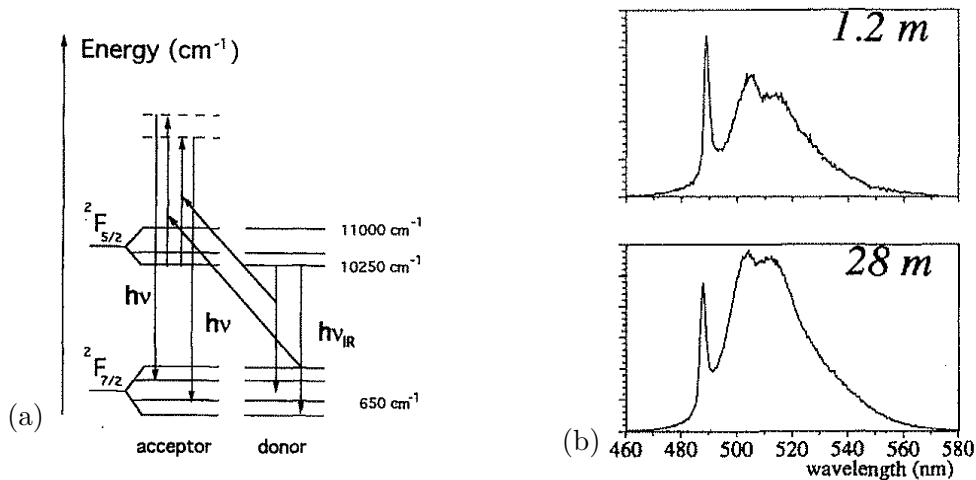 Energy (cm⁻¹)
²F₅/₂
11000 cm⁻¹
10250 cm⁻¹
hν
hν
hν_IR
²F₇/₂
650 cm⁻¹
(a)
acceptor donor
1.2 m
28 m
(b)
460 480 500 520 540 560 580
wavelength (nm)